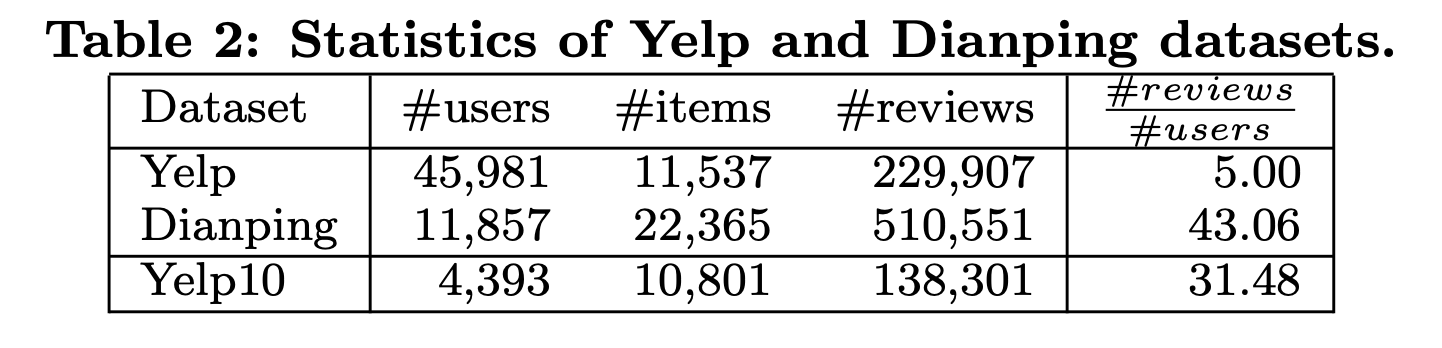 Table 2: Statistics of Yelp and Dianping datasets.
Dataset #users #items #reviews #reviews/#users
Yelp 45,981 11,537 229,907 5.00
Dianping 11,857 22,365 510,551 43.06
Yelp10 4,393 10,801 138,301 31.48